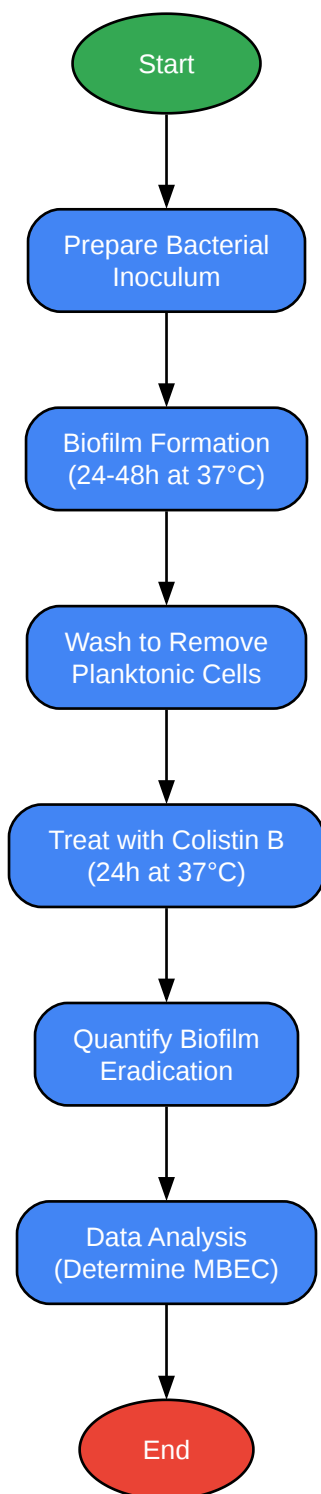 Start
Prepare Bacterial
Inoculum
Biofilm Formation
(24-48h at 37°C)
Wash to Remove
Planktonic Cells
Treat with Colistin B
(24h at 37°C)
Quantify Biofilm
Eradication
Data Analysis
(Determine MBEC)
End